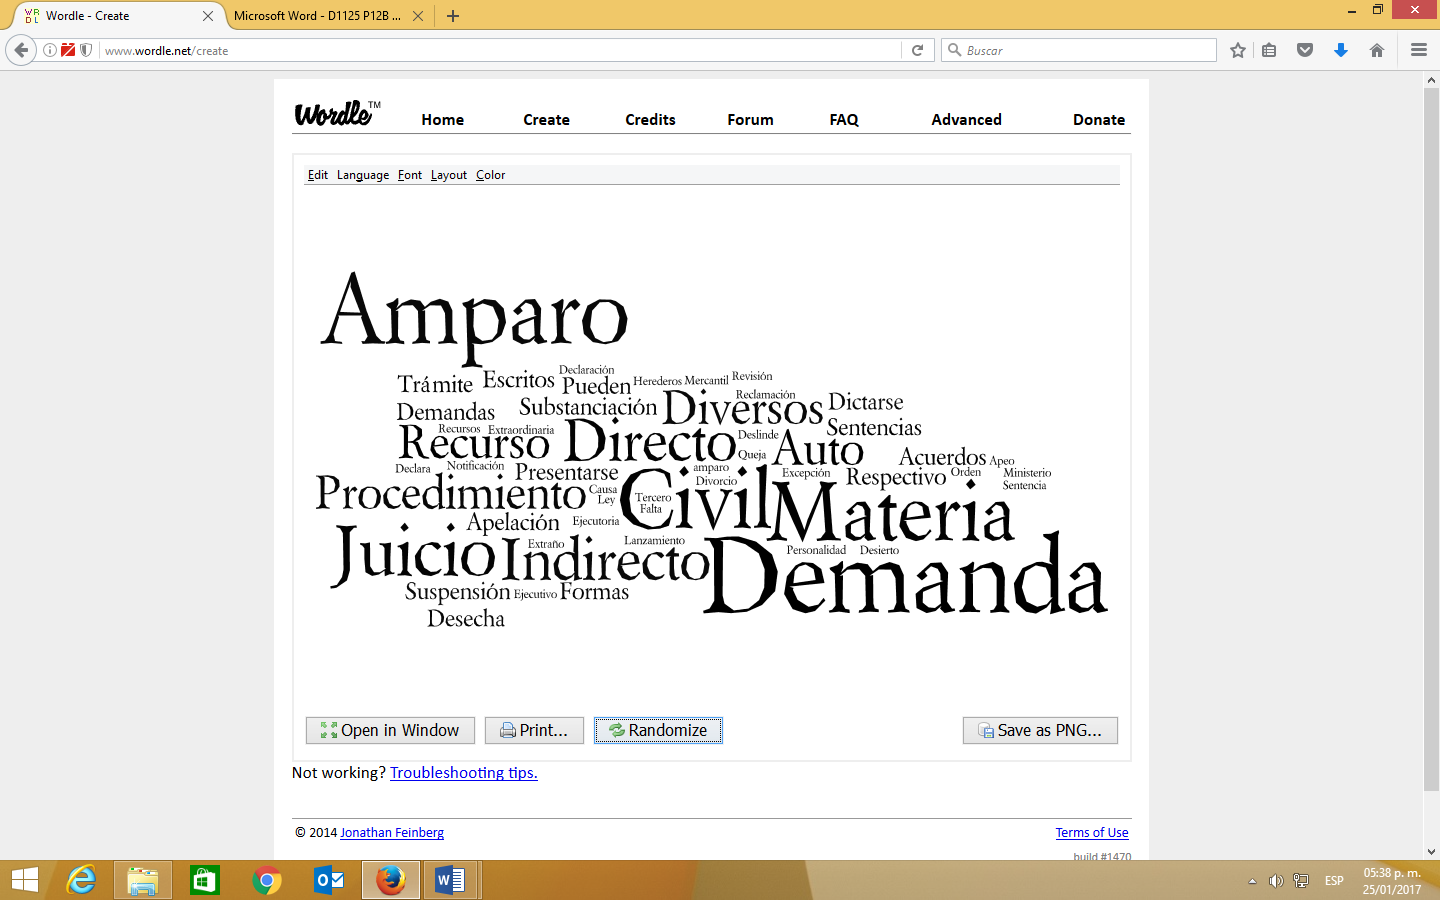 Wordle - Create
Microsoft Word - D1125 P12B ...
www.wordle.net/create
Buscar
Wordle™
Home Create Credits Forum FAQ Advanced Donate
Edit Language Font Layout Color
Amparo
Declaración
Trámite Escritos Pueden Herederos Mercantil Revisión
Reclamación
Demandas Substanciación Diversos Dictarse
Recursos Extraordinaria Deslinde Sentencias
Recurso Directo Auto
Queja Acuerdos Apeo
Declara Notificación Presentarse amparo Excepción Respectivo Orden Ministerio
Divorcio Sentencia
Procedimiento Causa Civil Materia
Ley Tercero
Falta
Apelación Ejecutoria
Juicio Extraño Indirecto Lanzamiento Personalidad Desierto
Demanda
Suspensión Ejecutivo Formas
Desecha
Open in Window Print... Randomize Save as PNG...
Not working? Troubleshooting tips.
© 2014 Jonathan Feinberg Terms of Use
build #1470
ESP
05:38 p. m.
25/01/2017